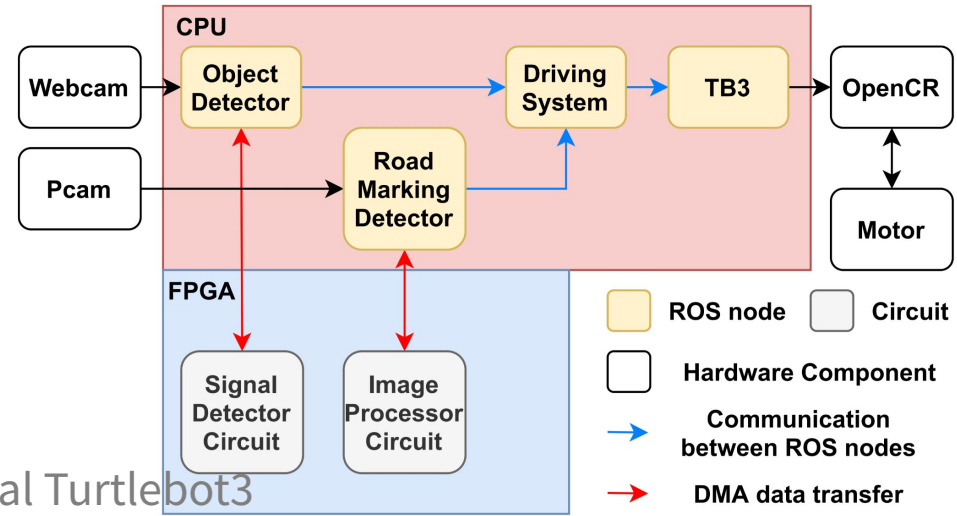 CPU
Webcam
Object
Detector
Driving
System
TB3
OpenCR
Pcam
Road
Marking
Detector
Motor
FPGA
Signal
Detector
Circuit
Image
Processor
Circuit
ROS node
Circuit
Hardware Component
Communication
between ROS nodes
DMA data transfer
al Turtlebot3